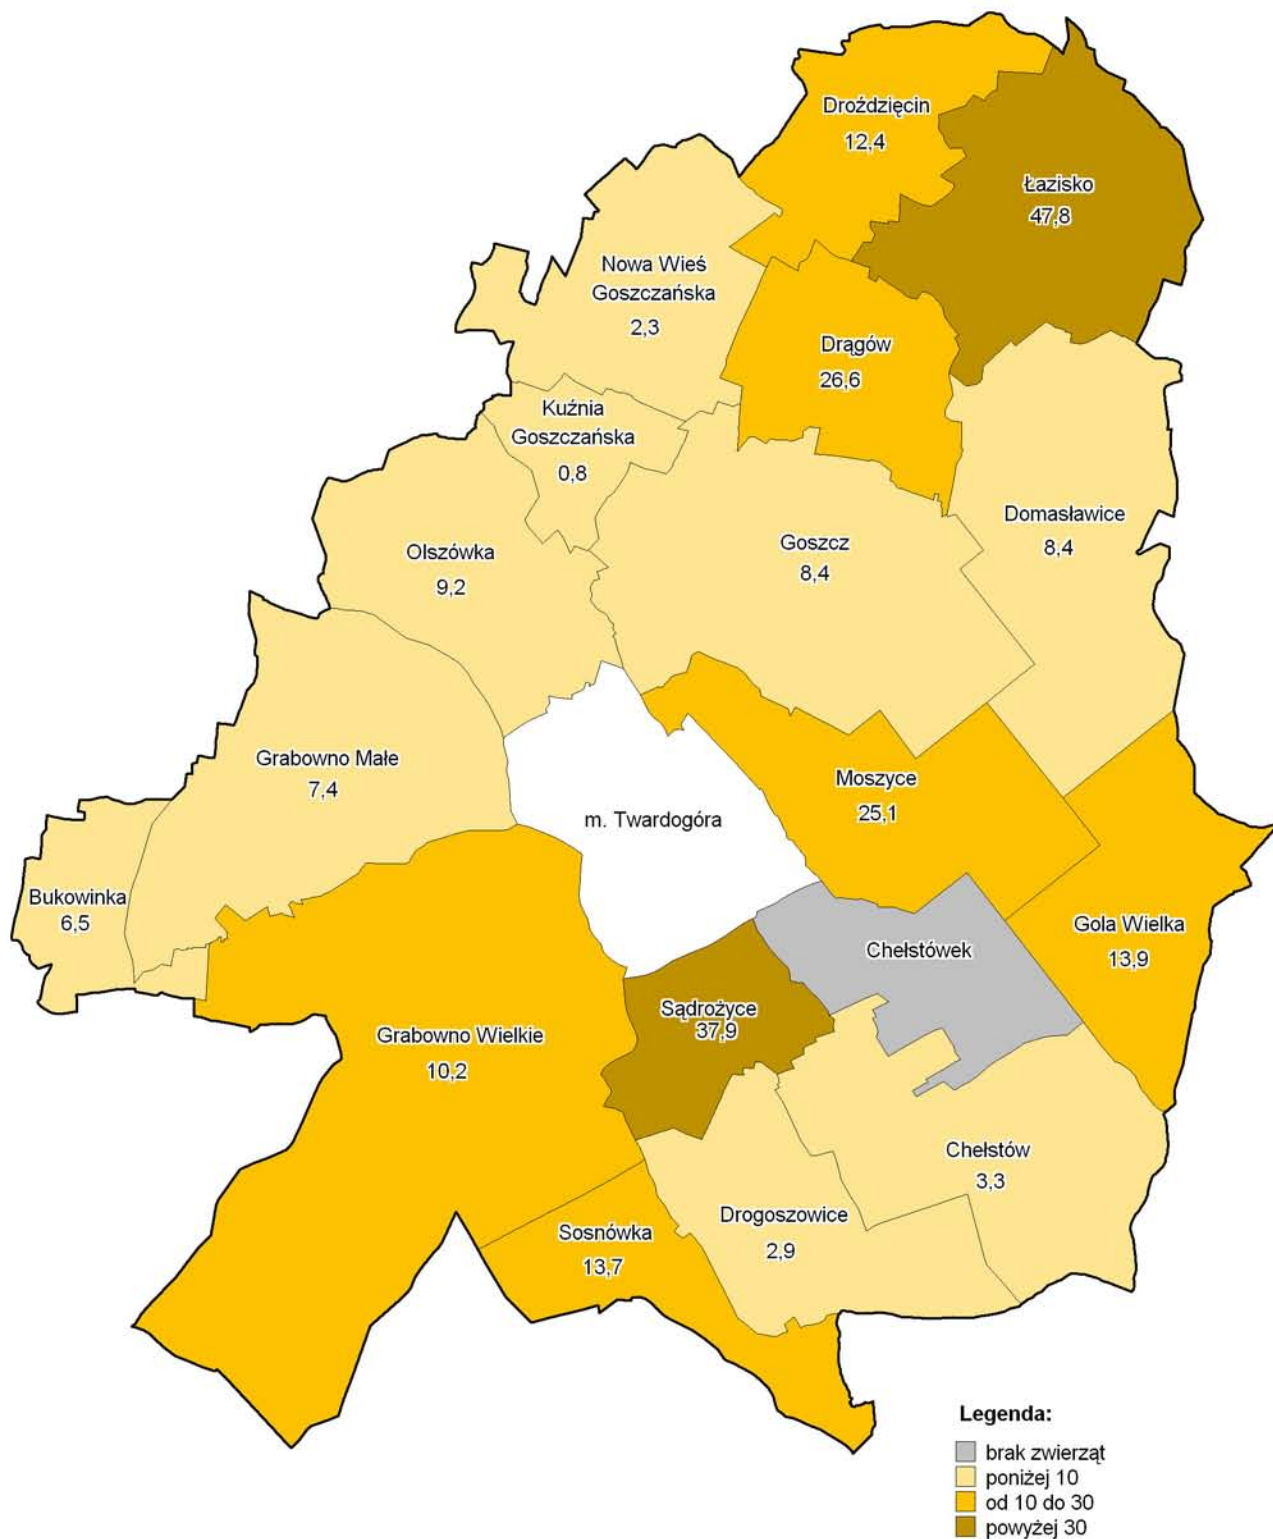 Droździęcin
12,4
Łazisko
47,8
Nowa Wieś
Goszczańska
2,3
Drągów
26,6
Kuźnia
Goszczańska
0,8
Domasławice
8,4
Goszcz
8,4
Olszówka
9,2
Grabowno Małe
7,4
Moszyce
25,1
m. Twardogóra
Bukowinka
6,5
Gola Wielka
13,9
Chełstówek
Sądrożyce
37,9
Grabowno Wielkie
10,2
Chełstów
3,3
Drogoszowice
2,9
Sosnówka
13,7
Legenda:
brak zwierząt
poniżej 10
od 10 do 30
powyżej 30